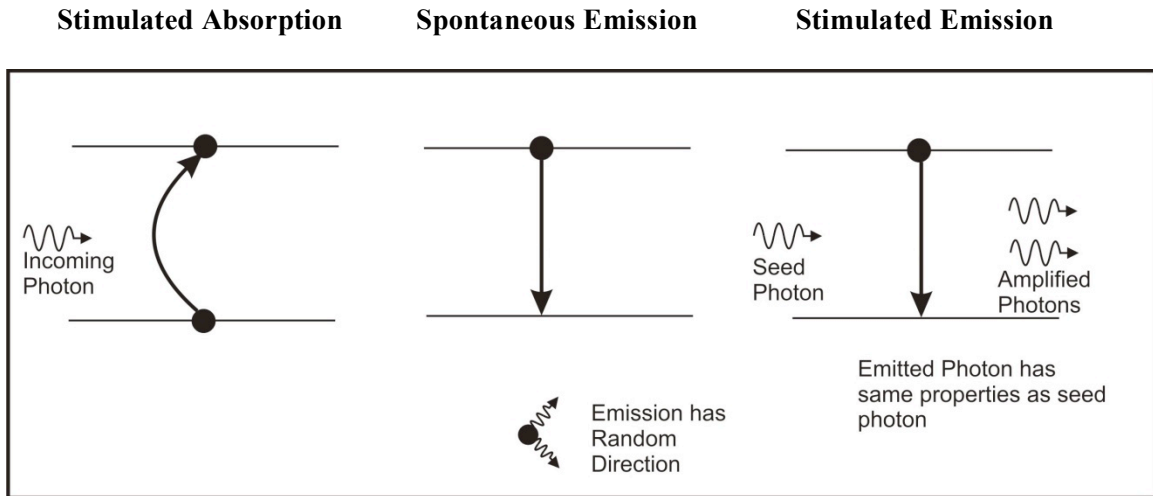 Stimulated Absorption
Spontaneous Emission
Stimulated Emission
Incoming
Photon
Emission has
Random
Direction
Seed
Photon
Amplified
Photons
Emitted Photon has
same properties as seed
photon